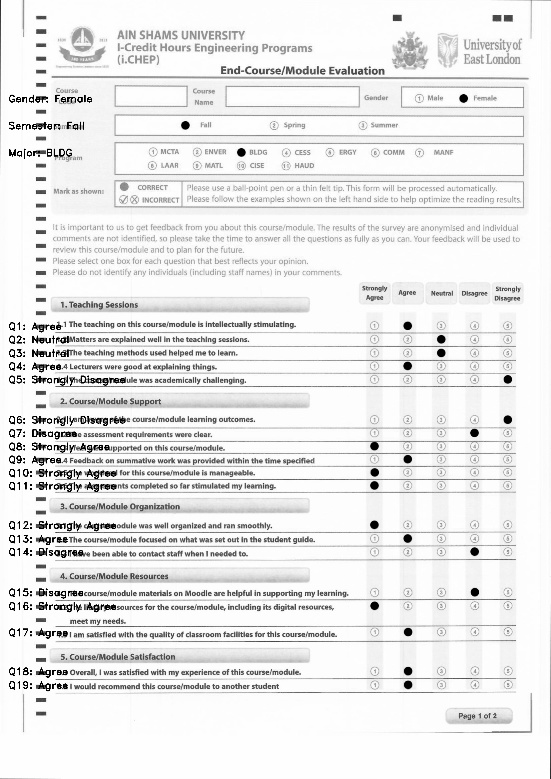 AIN SHAMS UNIVERSITY
I-Credit Hours Engineering Programs
(i.CHEP)
University of
East London
End-Course/Module Evaluation
Course
Course
Name
Gender
1 Male
Female
Gender: Female
Semester: Fall
Fall
2 Spring
3 Summer
Major: BLDG
Program
1 MCTA 2 ENVER BLDG 4 CESS 5 ERGY 6 COMM 7 MANF
8 LAAR 9 MATL 10 CISE 11 HAUD
Mark as shown:
CORRECT Please use a ball-point pen or a thin felt tip. This form will be processed automatically.
INCORRECT Please follow the examples shown on the left hand side to help optimize the reading results.
It is important to us to get feedback from you about this course/module. The results of the survey are anonymised and individual
comments are not identified, so please take the time to answer all the questions as fully as you can. Your feedback will be used to
review this course/module and to plan for the future.
Please select one box for each question that best reflects your opinion.
Please do not identify any individuals (including staff names) in your comments.
Strongly Agree
Agree
Neutral
Disagree
Strongly Disagree
1. Teaching Sessions
Q1: Agree
.1 The teaching on this course/module is intellectually stimulating.
Q2: Neutral
Matters are explained well in the teaching sessions.
Q3: Neutral
The teaching methods used helped me to learn.
Q4: Agree
.4 Lecturers were good at explaining things.
Q5: Strongly Disagree
module was academically challenging.
2. Course/Module Support
Q6: Strongly Disagree
the course learning outcomes.
Q7: Disagree
assessment requirements were clear.
Q8: Strongly Agree
supported on this course/module.
Q9: Agree
.4 Feedback on summative work was provided within the time specified
Q10: Strongly Agree
for this course/module is manageable.
Q11: Strongly Agree
completed so far stimulated my learning.
3. Course/Module Organization
Q12: Strongly Agree
module was well organized and ran smoothly.
Q13: Agree
The course/module focused on what was set out in the student guide.
Q14: Disagree
have been able to contact staff when I needed to.
4. Course/Module Resources
Q15: Disagree
course/module materials on Moodle are helpful in supporting my learning.
Q16: Strongly Agree
resources for the course/module, including its digital resources,
meet my needs.
Q17: Agree
I am satisfied with the quality of classroom facilities for this course/module.
5. Course/Module Satisfaction
Q18: Agree
Overall, I was satisfied with my experience of this course/module.
Q19: Agree
I would recommend this course/module to another student
Page 1 of 2